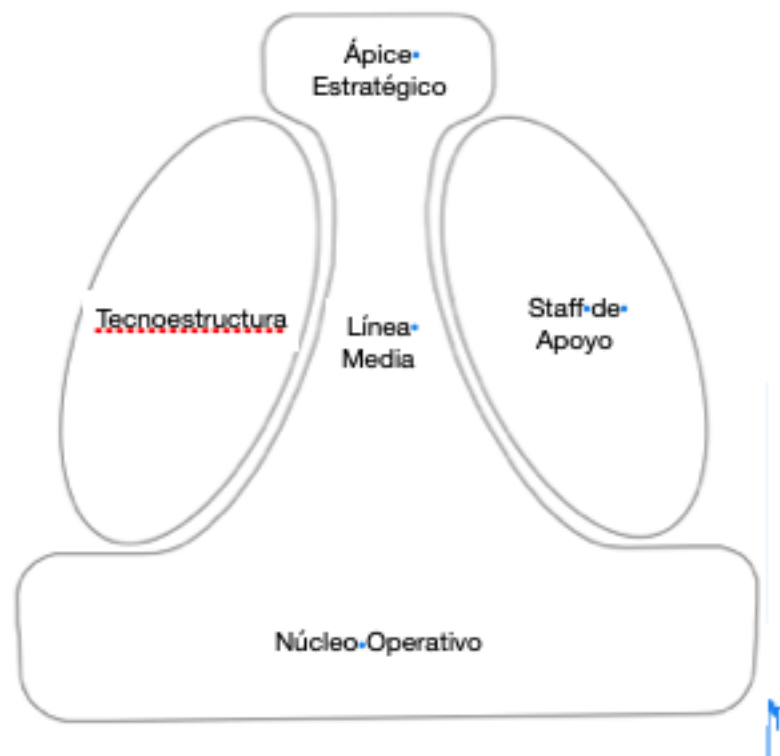 Ápice
Estratégico
Tecnoestructura
Línea
Media
Staff de
Apoyo
Núcleo Operativo